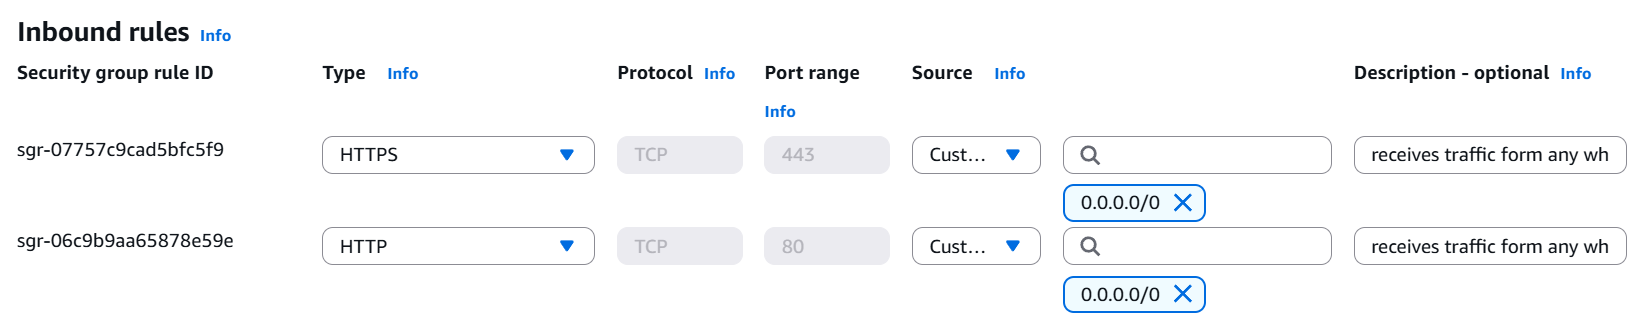 Inbound rules Info
Security group rule ID Type Info Protocol Info Port range Info Source Info Description - optional Info
sgr-07757c9cad5bfc5f9 HTTPS TCP 443 Cust... receives traffic form any wh
0.0.0.0/0
sgr-06c9b9aa65878e59e HTTP TCP 80 Cust... receives traffic form any wh
0.0.0.0/0